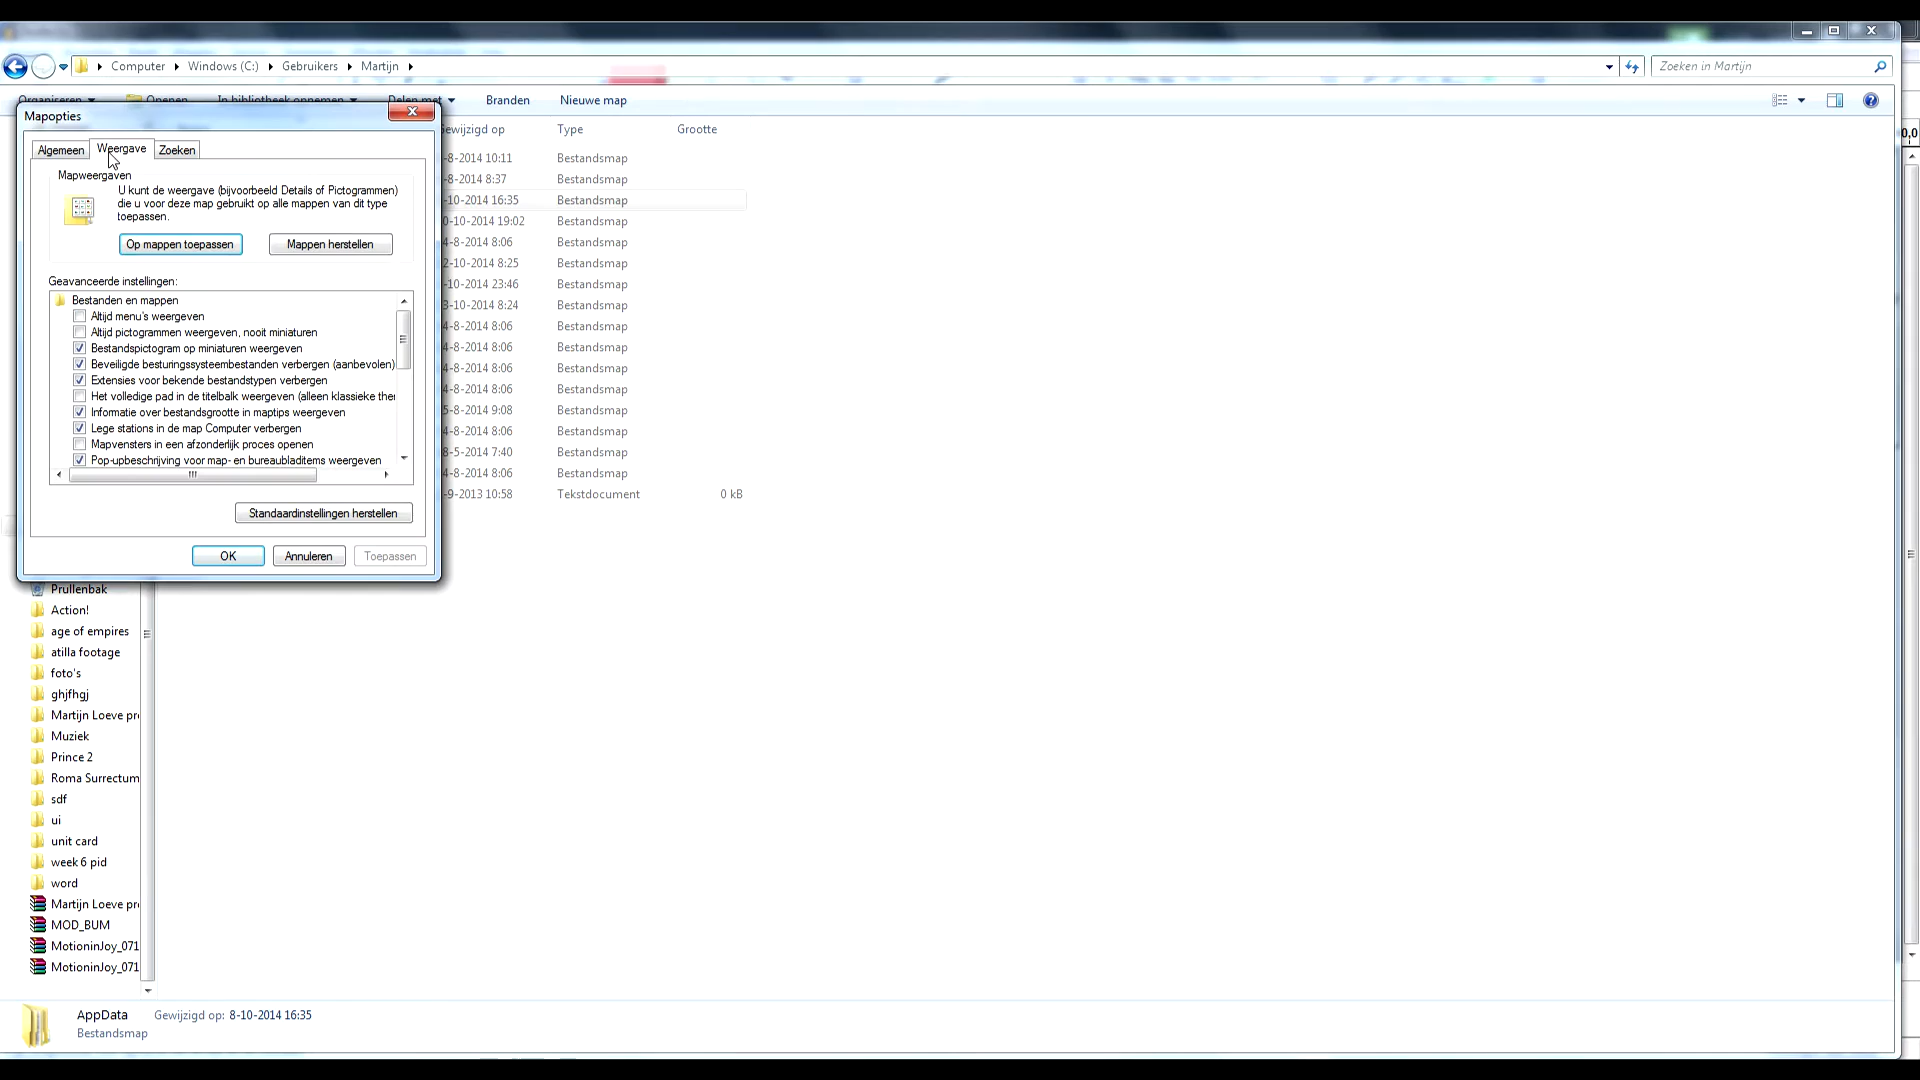 Computer Windows (C:) Gebruikers Martijn
Zoeken in Martijn
Organiseren Openen In bibliotheek opnemen Delen met Branden Nieuwe map
Mapopties
Gewijzigd op Type Grootte
0,0
Algemeen Weergave Zoeken
Mapweergaven
U kunt de weergave (bijvoorbeeld Details of Pictogrammen)
die u voor deze map gebruikt op alle mappen van dit type
toepassen.
Op mappen toepassen Mappen herstellen
Geavanceerde instellingen:
Bestanden en mappen
Altijd menu's weergeven
Altijd pictogrammen weergeven, nooit miniaturen
Bestandspictogram op miniaturen weergeven
Beveiligde besturingssysteembestanden verbergen (aanbevolen)
Extensies voor bekende bestandstypen verbergen
Het volledige pad in de titelbalk weergeven (alleen klassieke
Informatie over bestandsgrootte in maptips weergeven
Lege stations in de map Computer verbergen
Mapvensters in een afzonderlijk proces openen
Pop-upbeschrijving voor map- en bureaubladitems weergeven
Standaardinstellingen herstellen
OK Annuleren Toepassen
-8-2014 10:11 Bestandsmap
-8-2014 8:37 Bestandsmap
-10-2014 16:35 Bestandsmap
0-10-2014 19:02 Bestandsmap
4-8-2014 8:06 Bestandsmap
2-10-2014 8:25 Bestandsmap
-10-2014 23:46 Bestandsmap
3-10-2014 8:24 Bestandsmap
4-8-2014 8:06 Bestandsmap
4-8-2014 8:06 Bestandsmap
4-8-2014 8:06 Bestandsmap
4-8-2014 8:06 Bestandsmap
5-8-2014 9:08 Bestandsmap
4-8-2014 8:06 Bestandsmap
8-5-2014 7:40 Bestandsmap
4-8-2014 8:06 Bestandsmap
-9-2013 10:58 Tekstdocument 0 kB
Prullenbak
Action!
age of empires
atilla footage
foto's
ghjfhgj
Martijn Loeve pr
Muziek
Prince 2
Roma Surrectum
sdf
ui
unit card
week 6 pid
word
Martijn Loeve pr
MOD_BUM
MotioninJoy_071
MotioninJoy_071
AppData Gewijzigd op: 8-10-2014 16:35
Bestandsmap